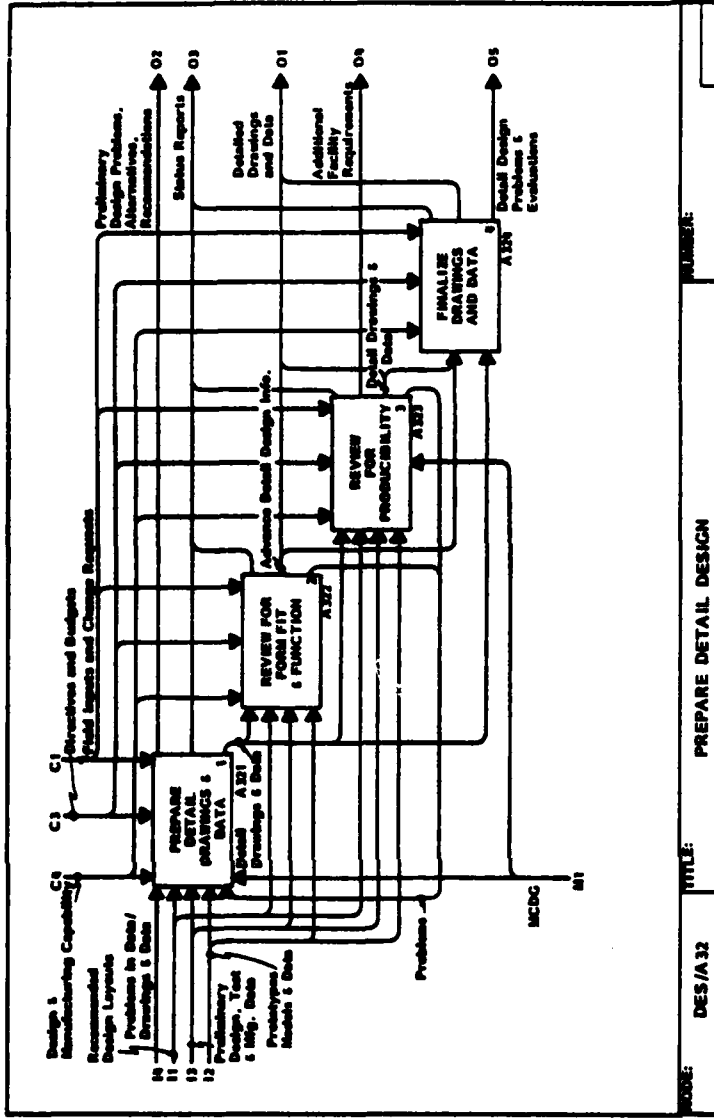 C4
C3
C1
Design &
Manufacturing Capability
Directives and Budgets
Field Inputs and Change Requests
Recommended
Design Layouts
Problems in Data/
Drawings & Data
I4
I1
I3
I2
Preliminary
Design, Test
& Mfg. Data
Prototypes/
Models & Data
PREPARE
DETAIL
DRAWINGS &
DATA
1
A321
Detail
Drawings & Data
REVIEW FOR
FORM FIT
& FUNCTION
2
A322
Advance Detail Design Info.
REVIEW
FOR
PRODUCIBILITY
3
A323
Detail Drawings &
Data
FINALIZE
DRAWINGS
AND DATA
4
A324
Preliminary
Design Problems,
Alternatives,
Recommendations
O2
Status Reports
O3
Detailed
Drawings
and Data
O1
Additional
Facility
Requirements
O4
Detail Design
Problems &
Evaluations
O5
Problems
MCDG
M1
NODE:
DES/A32
TITLE:
PREPARE DETAIL DESIGN
NUMBER: